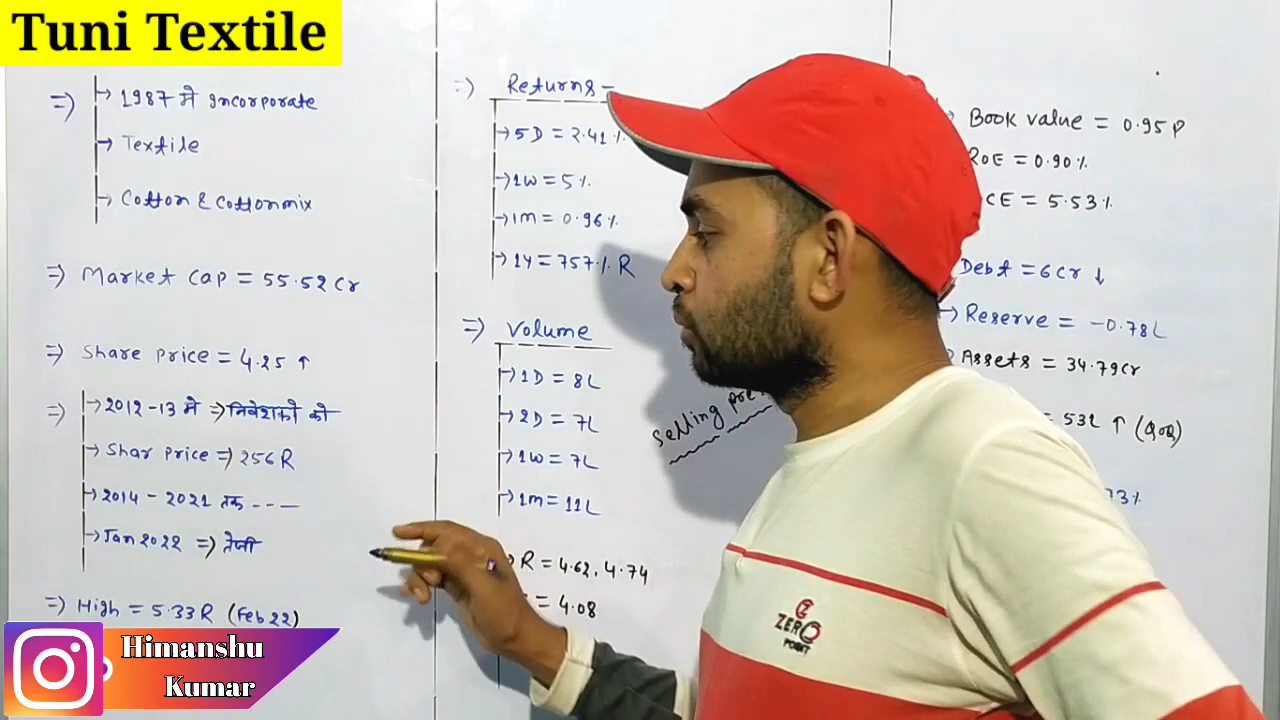 Tuni Textile
=> → 1987 मे incorporate
→ Textile
→ Cotton & Cottonmix
=> Market cap = 55.52 cr
=> Share price = 4.25 ↑
=> → 2012-13 मे => निवेशको को
→ Shar price => 256 R
→ 2014 - 2021 तक - - -
→ Jan 2022 => तेजी
=> High = 5.33 R (Feb 22)
Himanshu
Kumar
=> Returns -
→ 5D = 2.41 %
→ 1w = 5 %
→ 1m = 0.96 %
→ 1Y = 757 % R
=> Volume
→ 1D = 8L
→ 2D = 7L
→ 1w = 7L
→ 1m = 11L
Selling
→ R = 4.62, 4.74
= 4.08
Book value = 0.95 P
ROE = 0.90 %
CE = 5.53 %
Debt = 6 Cr ↓
→ Reserve = -0.78 L
Assets = 34.79 cr
= 532 ↑ (QoQ)
73 %
ZERO
POINT